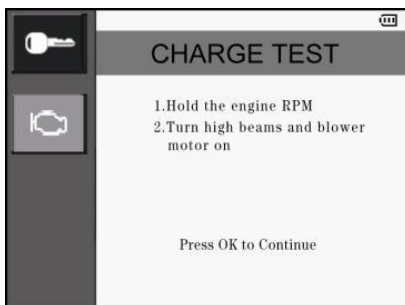 CHARGE TEST
1.Hold the engine RPM
2.Turn high beams and blower
motor on
Press OK to Continue